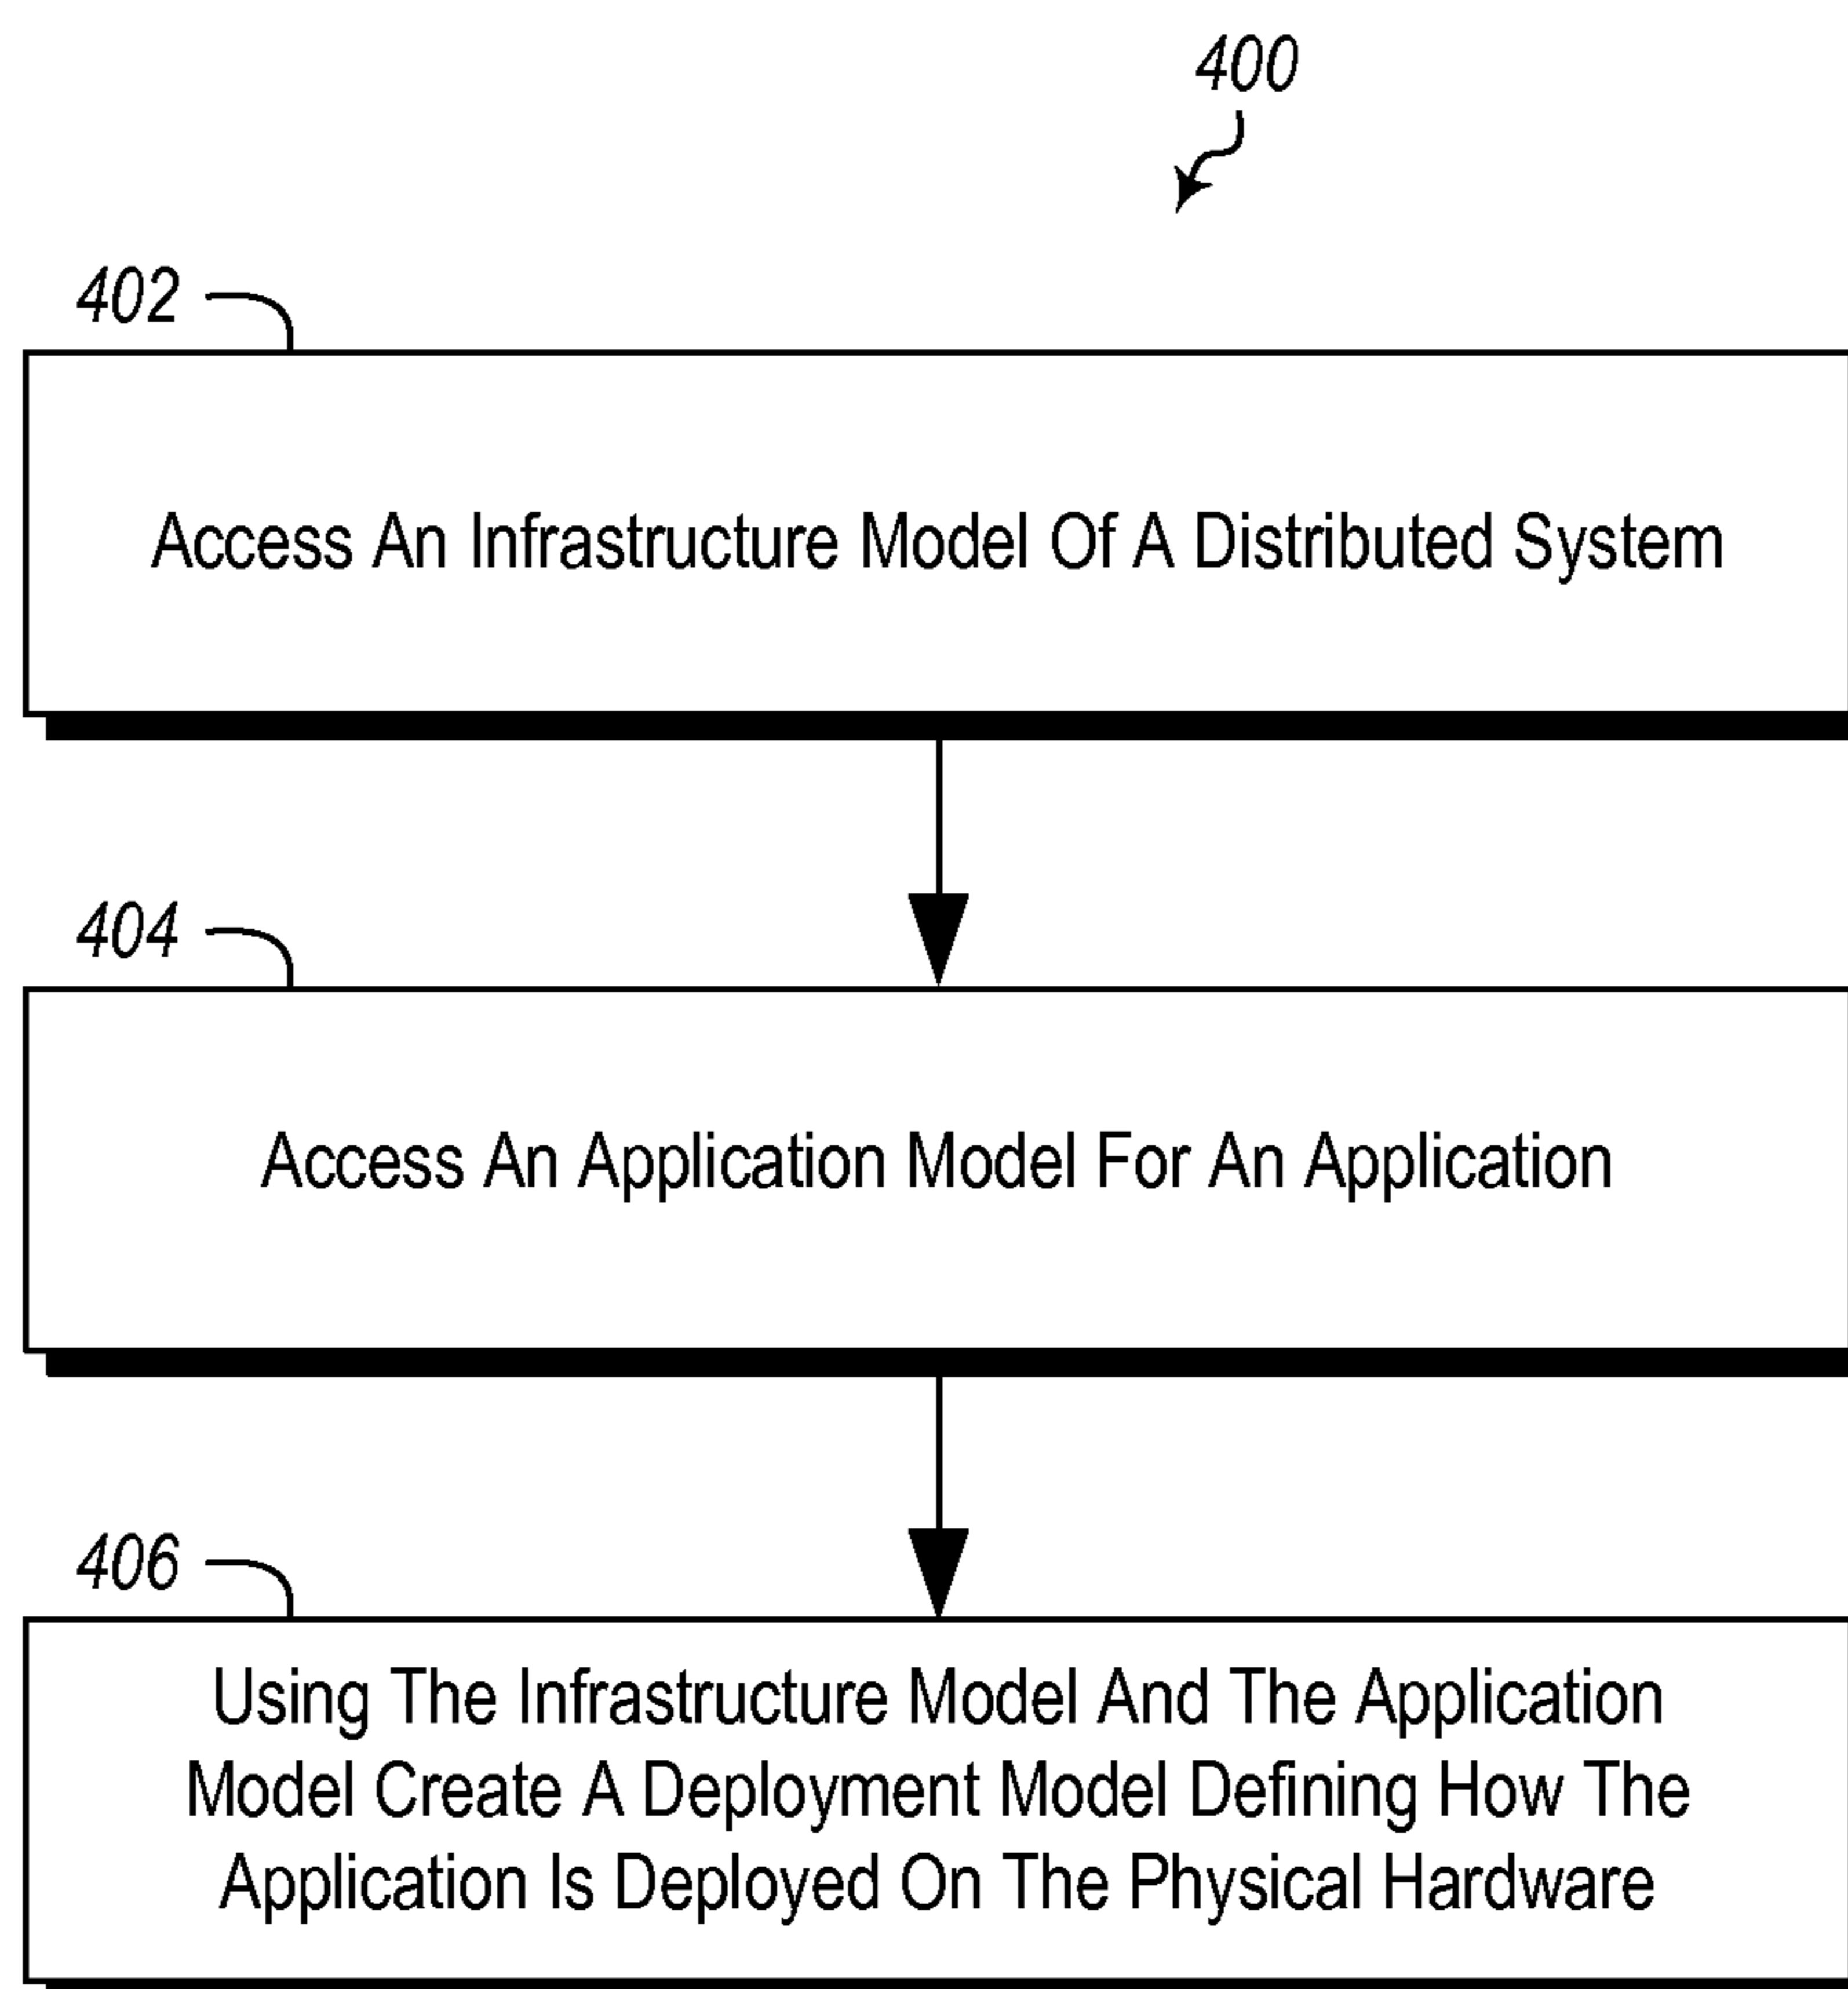 400
402
Access An Infrastructure Model Of A Distributed System
404
Access An Application Model For An Application
406
Using The Infrastructure Model And The Application
Model Create A Deployment Model Defining How The
Application Is Deployed On The Physical Hardware